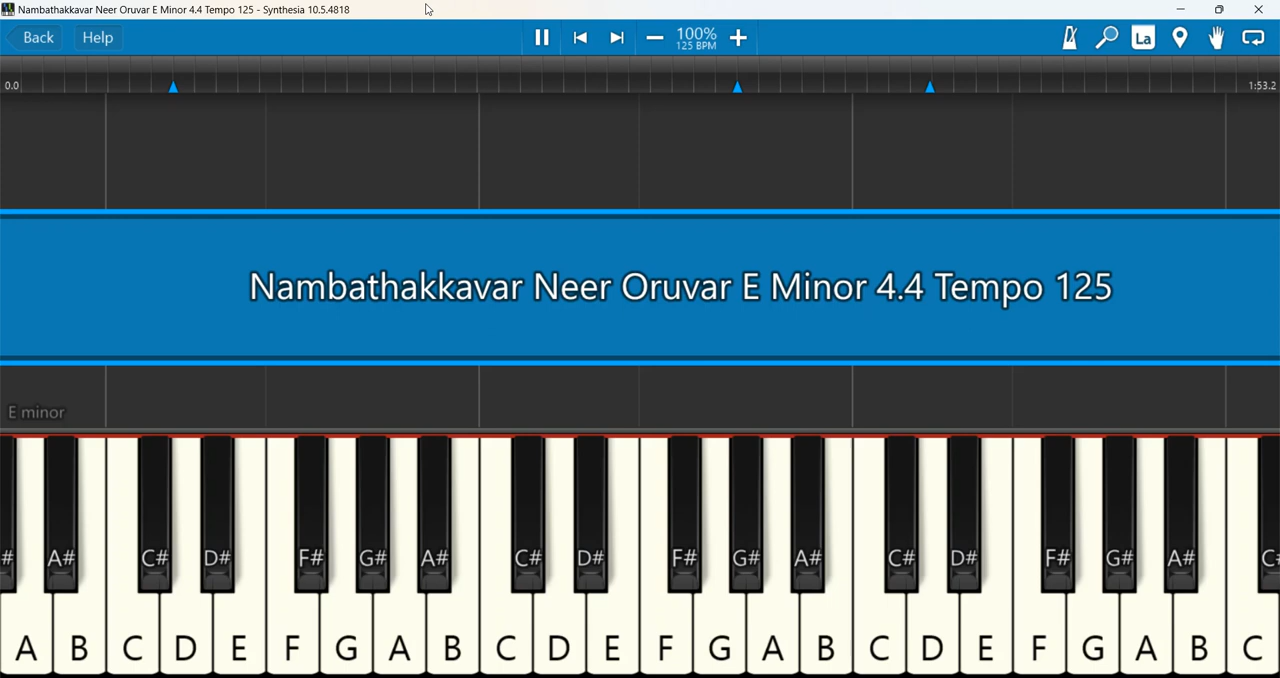 Nambathakkavar Neer Oruvar E Minor 4.4 Tempo 125 - Synthesia 10.5.4818
Back Help 100% La
125 BPM
0.0 1:53.2
Nambathakkavar Neer Oruvar E Minor 4.4 Tempo 125
E minor
# A# C# D# F# G# A# C# D# F# G# A# C# D# F# G# A# C
A B C D E F G A B C D E F G A B C D E F G A B C